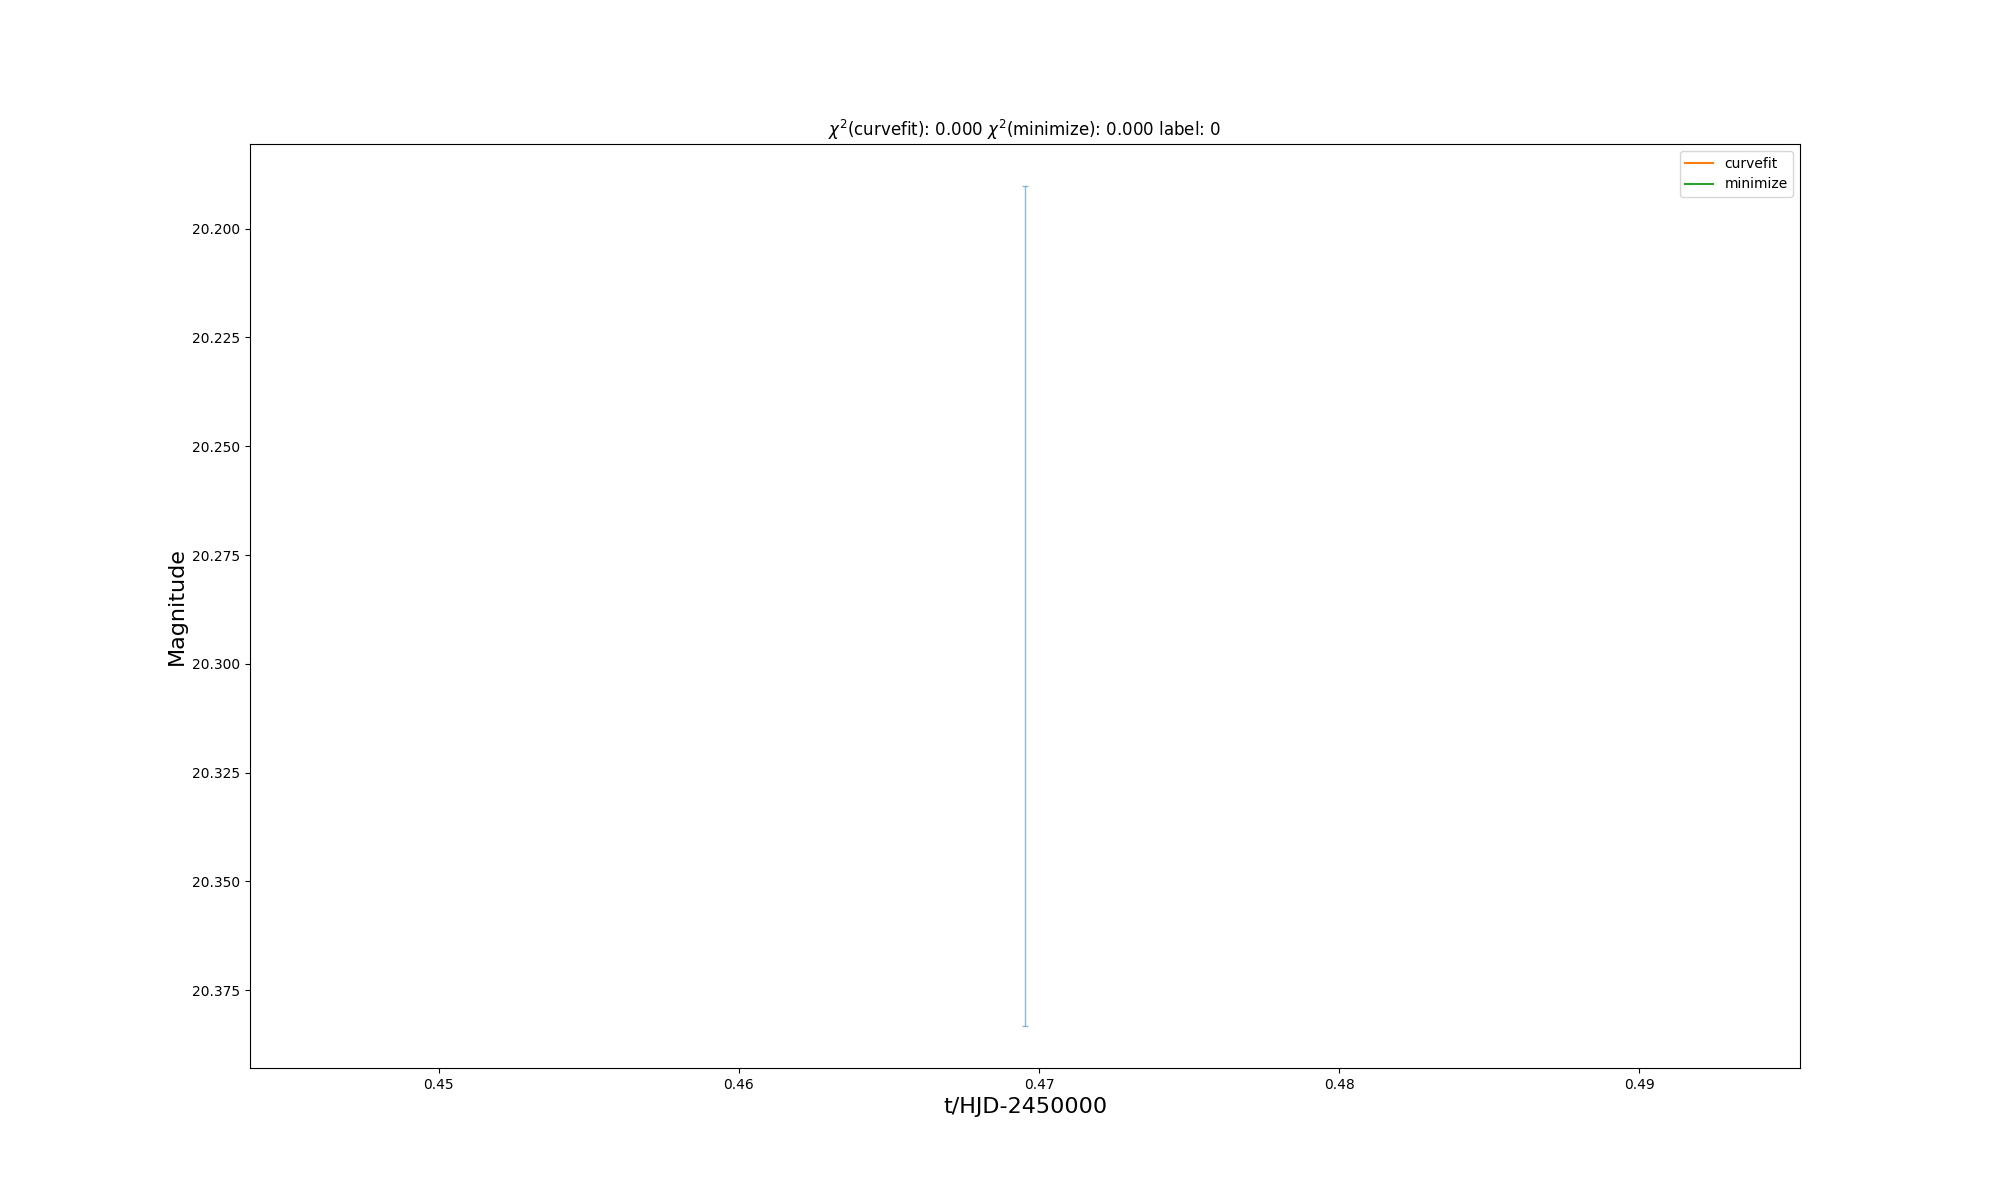 χ²(curvefit): 0.000 χ²(minimize): 0.000 label: 0
curvefit
minimize
20.200
20.225
20.250
20.275
20.300
20.325
20.350
20.375
Magnitude
0.45 0.46 0.47 0.48 0.49
t/HJD-2450000